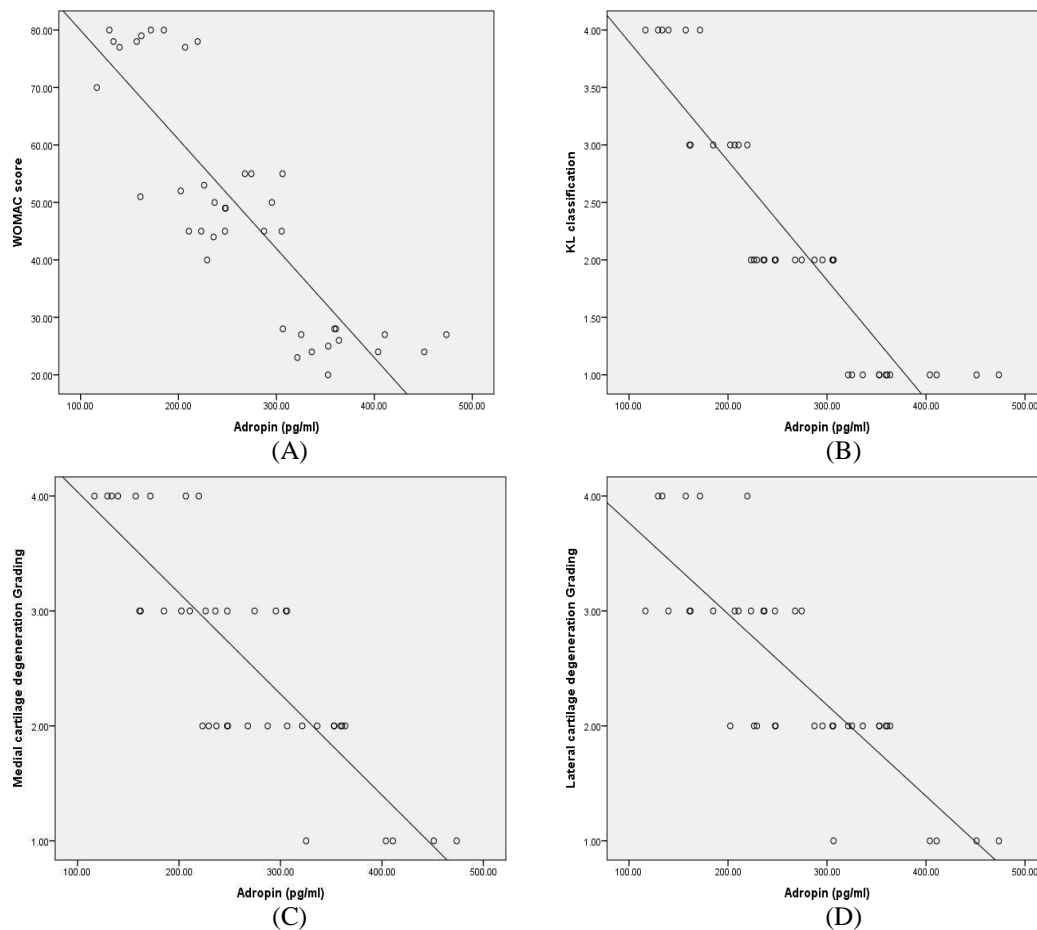 WOMAC score
80.00
70.00
60.00
50.00
40.00
30.00
20.00
100.00 200.00 300.00 400.00 500.00
Adropin (pg/ml)
(A)
KL classification
4.00
3.50
3.00
2.50
2.00
1.50
1.00
100.00 200.00 300.00 400.00 500.00
Adropin (pg/ml)
(B)
Medial cartilage degeneration Grading
4.00
3.00
2.00
1.00
100.00 200.00 300.00 400.00 500.00
Adropin (pg/ml)
(C)
Lateral cartilage degeneration Grading
4.00
3.00
2.00
1.00
100.00 200.00 300.00 400.00 500.00
Adropin (pg/ml)
(D)